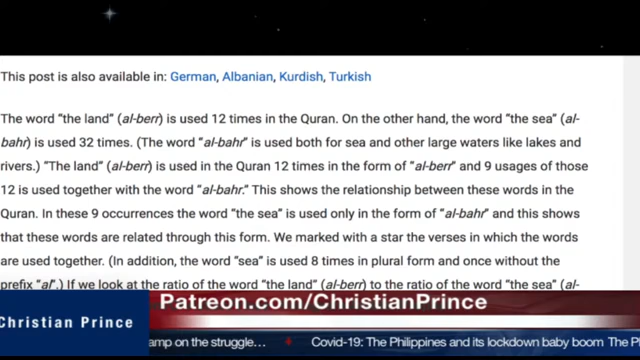 This post is also available in: German, Albanian, Kurdish, Turkish
The word "the land" (al-berr) is used 12 times in the Quran. On the other hand, the word "the sea" (al-
bahr) is used 32 times. (The word "al-bahr" is used both for sea and other large waters like lakes and
rivers.) "The land" (al-berr) is used in the Quran 12 times in the form of "al-berr" and 9 usages of those
12 is used together with the word "al-bahr." This shows the relationship between these words in the
Quran. In these 9 occurrences the word "the sea" is used only in the form of "al-bahr" and this shows
that these words are related through this form. We marked with a star the verses in which the words
are used together. (In addition, the word "sea" is used 8 times in plural form and once without the
prefix "al".) If we look at the ratio of the word "the land" (al-berr) to the ratio of the word "the sea" (al-
Patreon.com/ChristianPrince
Christian Prince
amp on the struggle... Covid-19: The Philippines and its lockdown baby boom The P